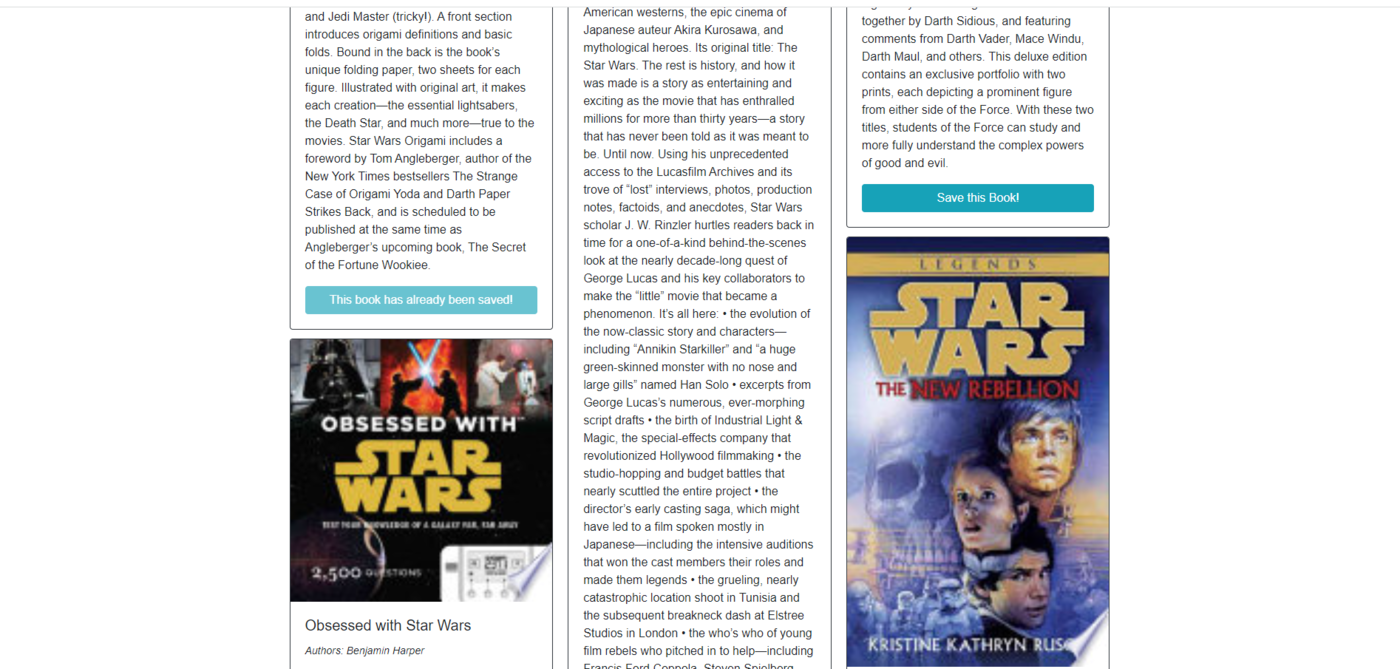 and Jedi Master (tricky!). A front section
introduces origami definitions and basic
folds. Bound in the back is the book’s
unique folding paper, two sheets for each
figure. Illustrated with original art, it makes
each creation—the essential lightsabers,
the Death Star, and much more—true to the
movies. Star Wars Origami includes a
foreword by Tom Angleberger, author of the
New York Times bestsellers The Strange
Case of Origami Yoda and Darth Paper
Strikes Back, and is scheduled to be
published at the same time as
Angleberger’s upcoming book, The Secret
of the Fortune Wookiee.
This book has already been saved!
OBSESSED WITH
STAR
WARS
TEST YOUR KNOWLEDGE OF A GALAXY FAR, FAR AWAY
2,500 QUESTIONS
Obsessed with Star Wars
Authors: Benjamin Harper
American westerns, the epic cinema of
Japanese auteur Akira Kurosawa, and
mythological heroes. Its original title: The
Star Wars. The rest is history, and how it
was made is a story as entertaining and
exciting as the movie that has enthralled
millions for more than thirty years—a story
that has never been told as it was meant to
be. Until now. Using his unprecedented
access to the Lucasfilm Archives and its
trove of “lost” interviews, photos, production
notes, factoids, and anecdotes, Star Wars
scholar J. W. Rinzler hurtles readers back in
time for a one-of-a-kind behind-the-scenes
look at the nearly decade-long quest of
George Lucas and his key collaborators to
make the “little” movie that became a
phenomenon. It’s all here: • the evolution of
the now-classic story and characters—
including “Annikin Starkiller” and “a huge
green-skinned monster with no nose and
large gills” named Han Solo • excerpts from
George Lucas’s numerous, ever-morphing
script drafts • the birth of Industrial Light &
Magic, the special-effects company that
revolutionized Hollywood filmmaking • the
studio-hopping and budget battles that
nearly scuttled the entire project • the
director’s early casting saga, which might
have led to a film spoken mostly in
Japanese—including the intensive auditions
that won the cast members their roles and
made them legends • the grueling, nearly
catastrophic location shoot in Tunisia and
the subsequent breakneck dash at Elstree
Studios in London • the who’s who of young
film rebels who pitched in to help—including
Francis Ford Coppola, Steven Spielberg,
together by Darth Sidious, and featuring
comments from Darth Vader, Mace Windu,
Darth Maul, and others. This deluxe edition
contains an exclusive portfolio with two
prints, each depicting a prominent figure
from either side of the Force. With these two
titles, students of the Force can study and
more fully understand the complex powers
of good and evil.
Save this Book!
LEGENDS
STAR
WARS
THE NEW REBELLION
KRISTINE KATHRYN RUSC